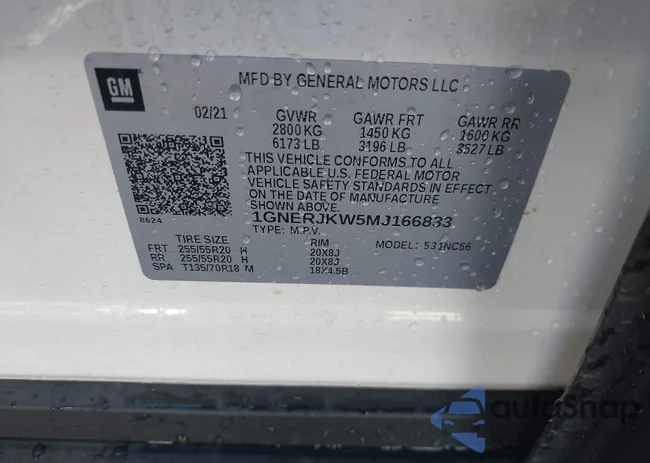 GM
MFD BY GENERAL MOTORS LLC
02/21
GVWR GAWR FRT GAWR RR
2800 KG 1450 KG 1600 KG
6173 LB 3196 LB 3527 LB
THIS VEHICLE CONFORMS TO ALL
APPLICABLE U.S. FEDERAL MOTOR
VEHICLE SAFETY STANDARDS IN EFFECT
ON THE DATE OF MANUFACTURE
SHOWN ABOVE.
1GNERJKW5MJ166833
8624
TYPE: M.P.V. MODEL: 531NC56
TIRE SIZE RIM
FRT 255/55R20 H 20X8J
RR 255/55R20 H 20X8J
SPA T135/70R18 M 18X4.5B
autosnap